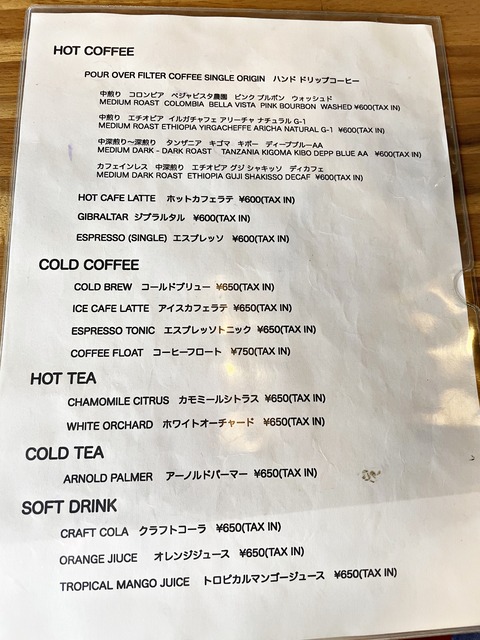 HOT COFFEE
POUR OVER FILTER COFFEE SINGLE ORIGIN ハンド ドリップコーヒー
中煎り コロンビア ベジャビスタ農園 ピンク ブルボン ウォッシュド
MEDIUM ROAST COLOMBIA BELLA VISTA PINK BOURBON WASHED ¥600(TAX IN)
中煎り エチオピア イルガチャフェ アリーチャ ナチュラル G-1
MEDIUM ROAST ETHIOPIA YIRGACHEFFE ARICHA NATURAL G-1 ¥600(TAX IN)
中深煎り〜深煎り タンザニア キゴマ キボー ディープブルーAA
MEDIUM DARK - DARK ROAST TANZANIA KIGOMA KIBO DEPP BLUE AA ¥600(TAX IN)
カフェインレス 中深煎り エチオピア グジ シャキッソ ディカフェ
MEDIUM DARK ROAST ETHIOPIA GUJI SHAKISSO DECAF ¥600(TAX IN)
HOT CAFE LATTE ホットカフェラテ ¥600(TAX IN)
GIBRALTAR ジブラルタル ¥600(TAX IN)
ESPRESSO (SINGLE) エスプレッソ ¥600(TAX IN)
COLD COFFEE
COLD BREW コールドブリュー ¥650(TAX IN)
ICE CAFE LATTE アイスカフェラテ ¥650(TAX IN)
ESPRESSO TONIC エスプレッソトニック ¥650(TAX IN)
COFFEE FLOAT コーヒーフロート ¥750(TAX IN)
HOT TEA
CHAMOMILE CITRUS カモミールシトラス ¥650(TAX IN)
WHITE ORCHARD ホワイトオーチャード ¥650(TAX IN)
COLD TEA
ARNOLD PALMER アーノルドパーマー ¥650(TAX IN)
SOFT DRINK
CRAFT COLA クラフトコーラ ¥650(TAX IN)
ORANGE JIUCE オレンジジュース ¥650(TAX IN)
TROPICAL MANGO JUICE トロピカルマンゴージュース ¥650(TAX IN)